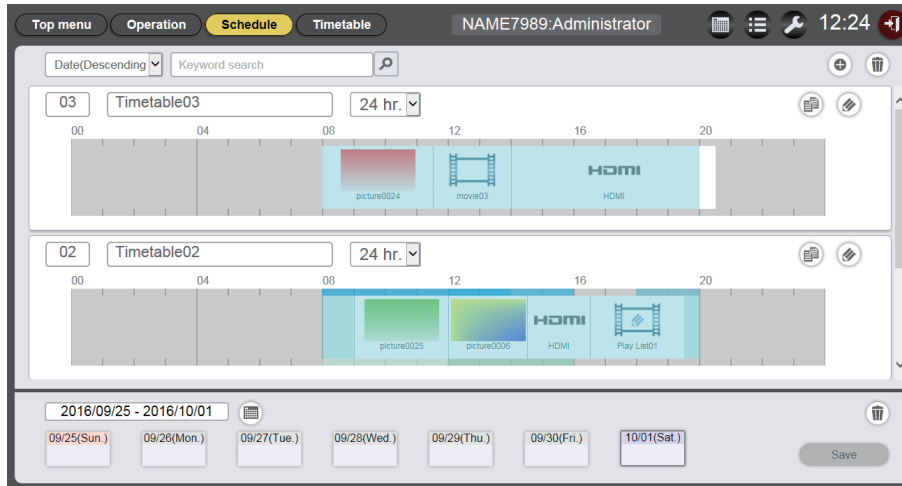 Top menu Operation Schedule Timetable NAME7989:Administrator 12:24
Date(Descending Keyword search
03 Timetable03 24 hr.
00 04 08 12 16 20
HDMI
picture0024 movie03 HDMI
02 Timetable02 24 hr.
00 04 08 12 16 20
HDMI
picture0025 picture0006 HDMI Play List01
2016/09/25 - 2016/10/01
09/25(Sun.) 09/26(Mon.) 09/27(Tue.) 09/28(Wed.) 09/29(Thu.) 09/30(Fri.) 10/01(Sat.)
Save